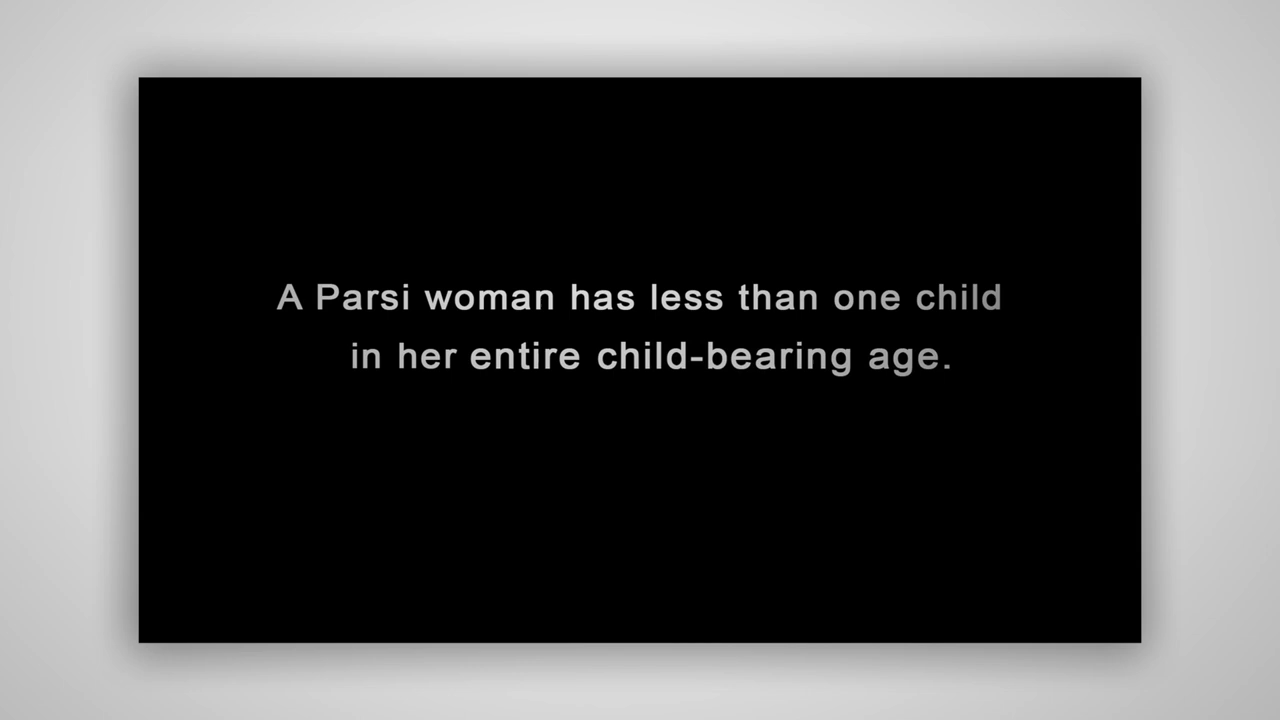 A Parsi woman has less than one child
in her entire child-bearing age.